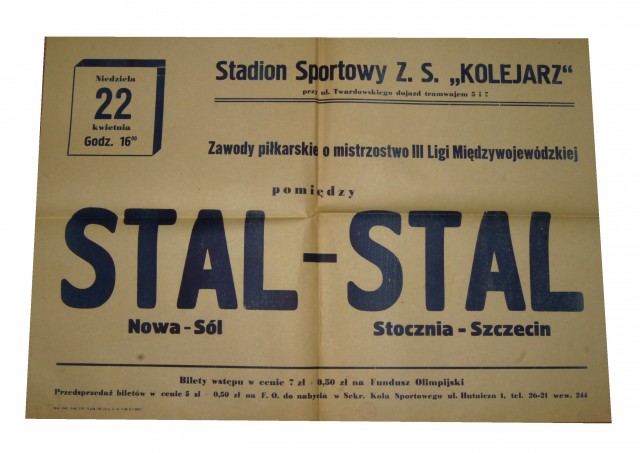 Niedziela
22
kwietnia
Godz. 16⁰⁰
Stadion Sportowy Z. S. „KOLEJARZ“
przy ul. Twardowskiego dojazd tramwajem 5 i 7
Zawody piłkarskie o mistrzostwo III Ligi Międzywojewódzkiej
pomiędzy
STAL – STAL
Nowa - Sól Stocznia - Szczecin
Bilety wstępu w cenie 7 zł · 0,50 zł na Fundusz Olimpijski
Przedsprzedaż biletów w cenie 5 zł · 0,50 zł na F. O. do nabycia w Sekr. Koła Sportowego ul. Hutnicza 1, tel. 26-21 wew. 244